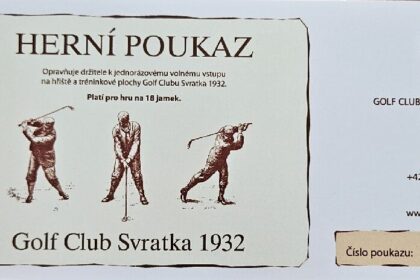 HERNÍ POUKAZ
Opravňuje držitele k jednorázovému volnému vstupu
na hřiště a tréninkové plochy Golf Clubu Svratka 1932.
Platí pro hru na 18 jamek.
Golf Club Svratka 1932
GOLF CLUB
+42
www
Číslo poukazu: